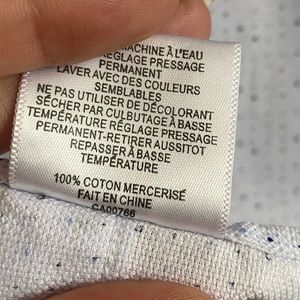 MACHINE À L'EAU
RÉGLAGE PRESSAGE
PERMANENT
LAVER AVEC DES COULEURS
SEMBLABLES
NE PAS UTILISER DE DÉCOLORANT
SÉCHER PAR CULBUTAGE À BASSE
TEMPÉRATURE RÉGLAGE PRESSAGE
PERMANENT-RETIRER AUSSITOT
REPASSER À BASSE
TEMPÉRATURE
100% COTON MERCERISÉ
FAIT EN CHINE
CA00766